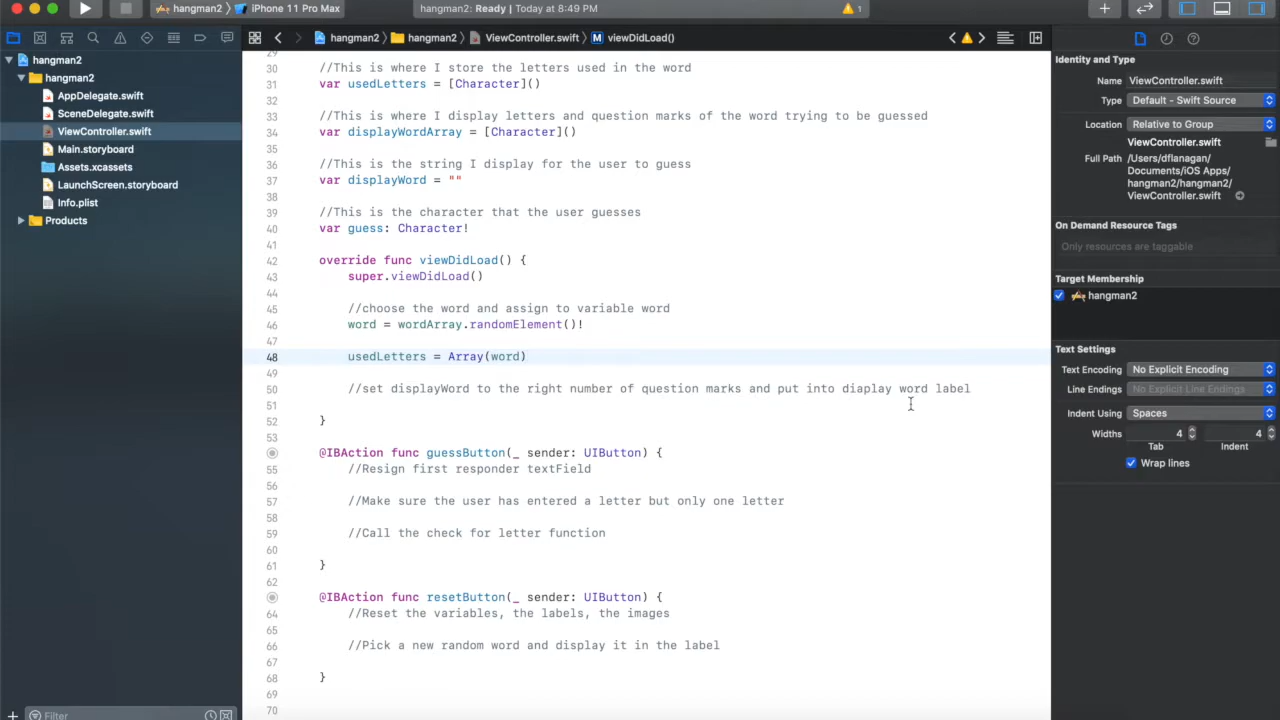 hangman2 〉 iPhone 11 Pro Max
hangman2: Ready | Today at 8:49 PM
1
hangman2 〉 hangman2 〉 ViewController.swift 〉 M viewDidLoad()
hangman2
hangman2
AppDelegate.swift
SceneDelegate.swift
ViewController.swift
Main.storyboard
Assets.xcassets
LaunchScreen.storyboard
Info.plist
Products
Filter
29
30 //This is where I store the letters used in the word
31 var usedLetters = [Character]()
32
33 //This is where I display letters and question marks of the word trying to be guessed
34 var displayWordArray = [Character]()
35
36 //This is the string I display for the user to guess
37 var displayWord = ""
38
39 //This is the character that the user guesses
40 var guess: Character!
41
42 override func viewDidLoad() {
43 super.viewDidLoad()
44
45 //choose the word and assign to variable word
46 word = wordArray.randomElement()!
47
48 usedLetters = Array(word)
49
50 //set displayWord to the right number of question marks and put into diaplay word label
51
52 }
53
@IBAction func guessButton(_ sender: UIButton) {
55 //Resign first responder textField
56
57 //Make sure the user has entered a letter but only one letter
58
59 //Call the check for letter function
60
61 }
62
@IBAction func resetButton(_ sender: UIButton) {
64 //Reset the variables, the labels, the images
65
66 //Pick a new random word and display it in the label
67
68 }
69
70
Identity and Type
Name ViewController.swift
Type Default - Swift Source
Location Relative to Group
ViewController.swift
Full Path /Users/dflanagan/
Documents/iOS Apps/
hangman2/hangman2/
ViewController.swift
On Demand Resource Tags
Only resources are taggable
Target Membership
hangman2
Text Settings
Text Encoding No Explicit Encoding
Line Endings No Explicit Line Endings
Indent Using Spaces
Widths 4 4
Tab Indent
Wrap lines